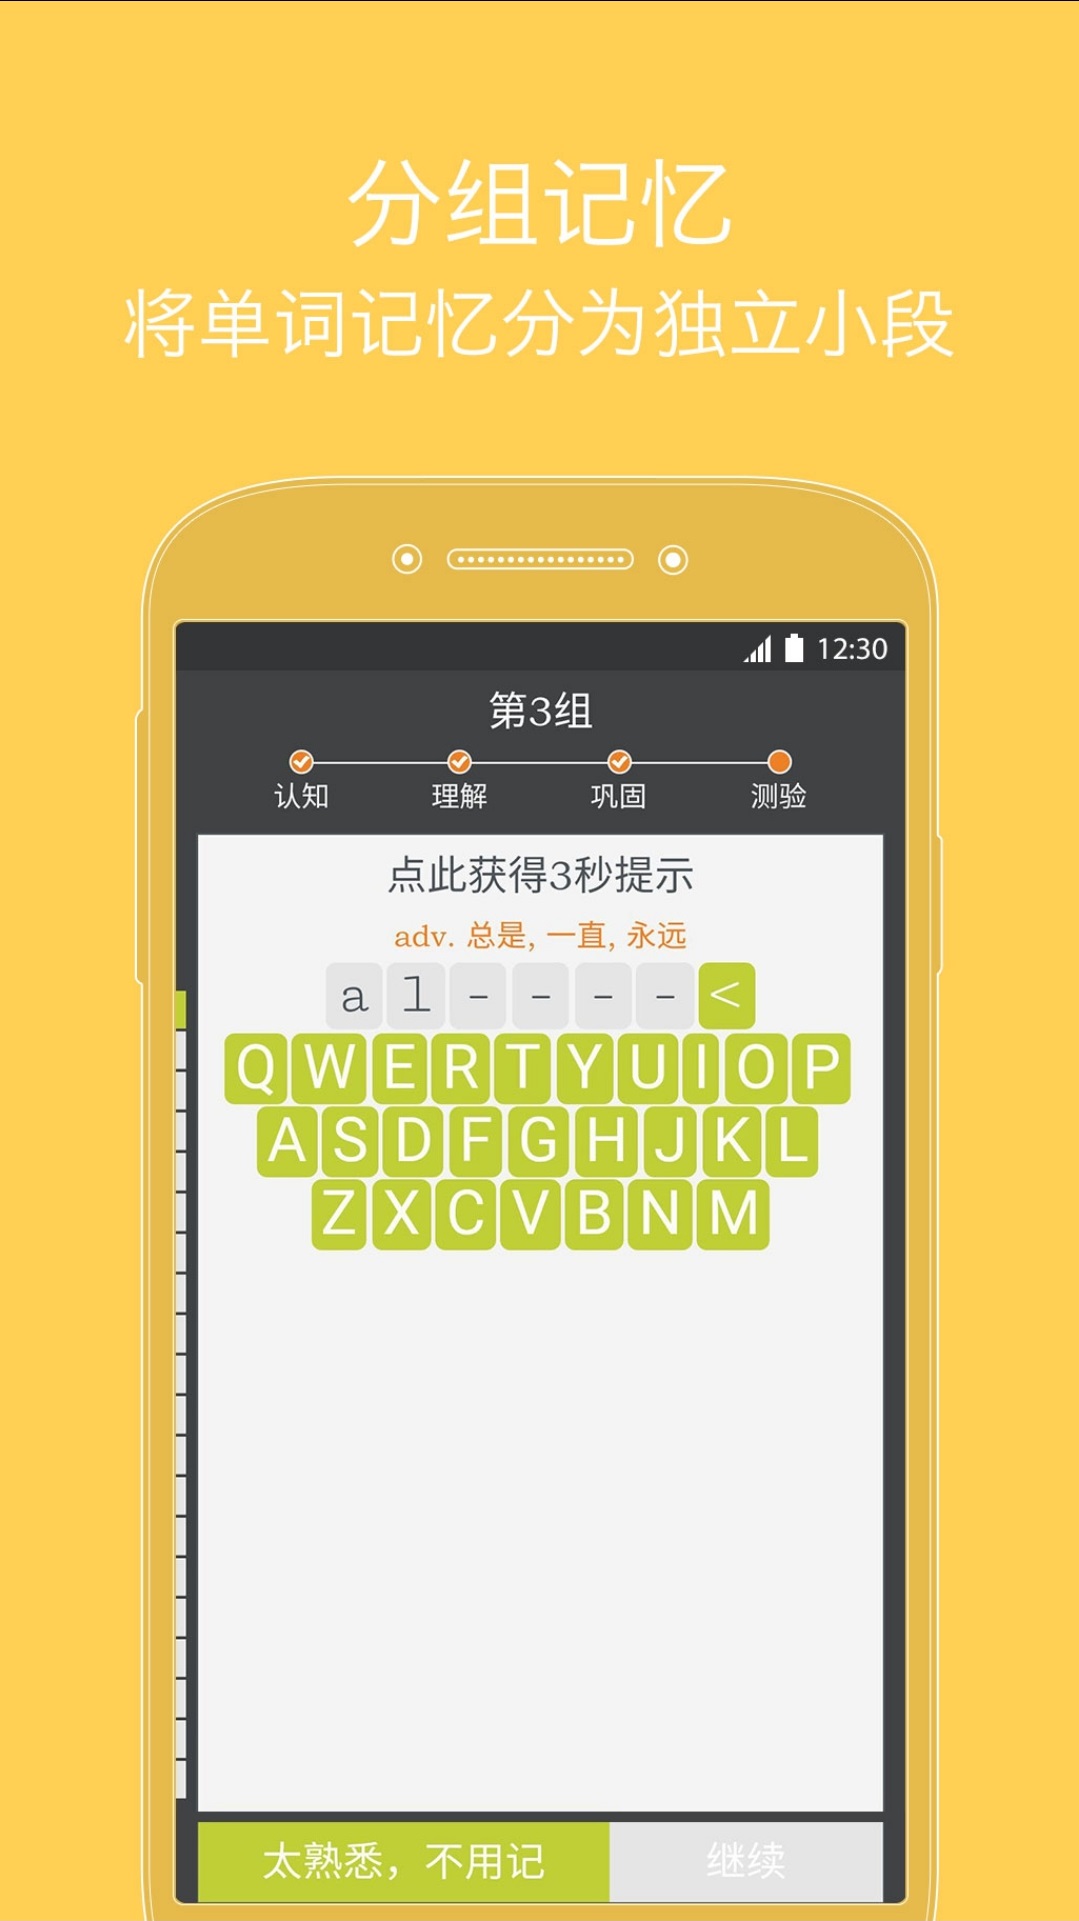 分组记忆
将单词记忆分为独立小段
12:30
第3组
认知 理解 巩固 测验
点此获得3秒提示
adv. 总是, 一直, 永远
a l - - - - <
Q W E R T Y U I O P
A S D F G H J K L
Z X C V B N M
太熟悉，不用记 继续